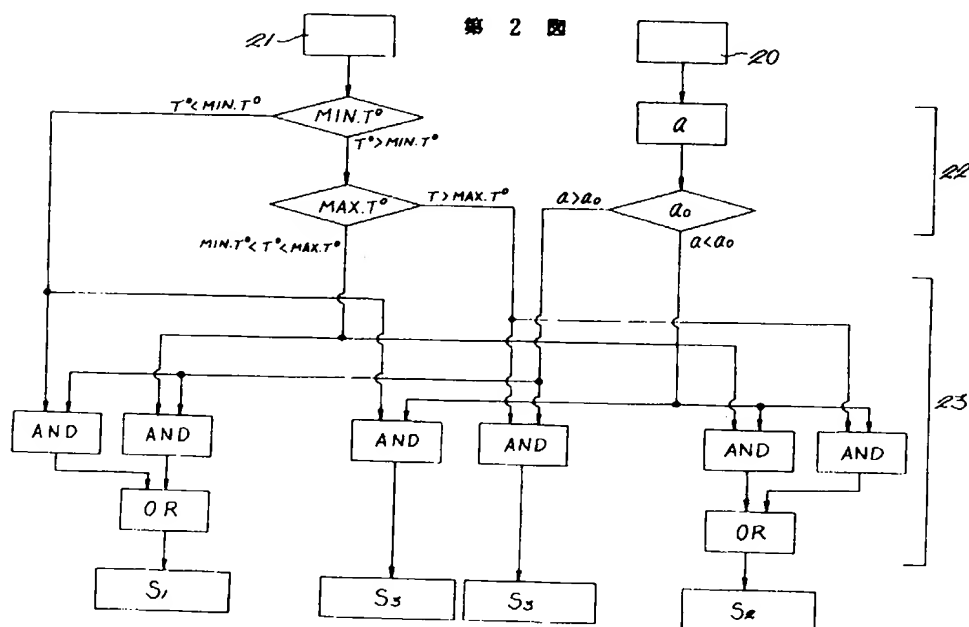 第 2 図
21
20
T°<MIN.T°
MIN.T°
T°>MIN.T°
a
22
MAX.T°
T>MAX.T°
a>a₀
a₀
MIN.T°<T°<MAX.T°
a<a₀
23
AND
AND
AND
AND
AND
AND
OR
OR
S₁
S₃
S₃
S₂